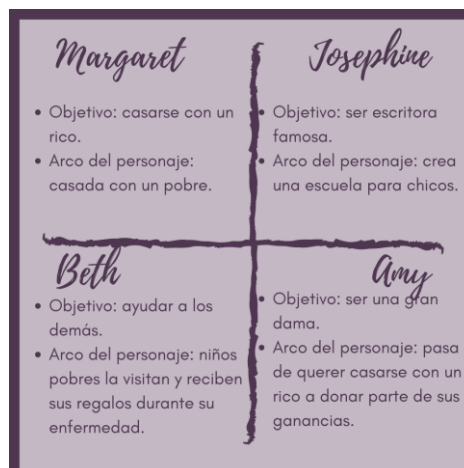 Margaret
Objetivo: casarse con un
rico.
Arco del personaje:
casada con un pobre.
Josephine
Objetivo: ser escritora
famosa.
Arco del personaje: crea
una escuela para chicos.
Beth
Objetivo: ayudar a los
demás.
Arco del personaje: niños
pobres la visitan y reciben
sus regalos durante su
enfermedad.
Amy
Objetivo: ser una gran
dama.
Arco del personaje: pasa
de querer casarse con un
rico a donar parte de sus
ganancias.